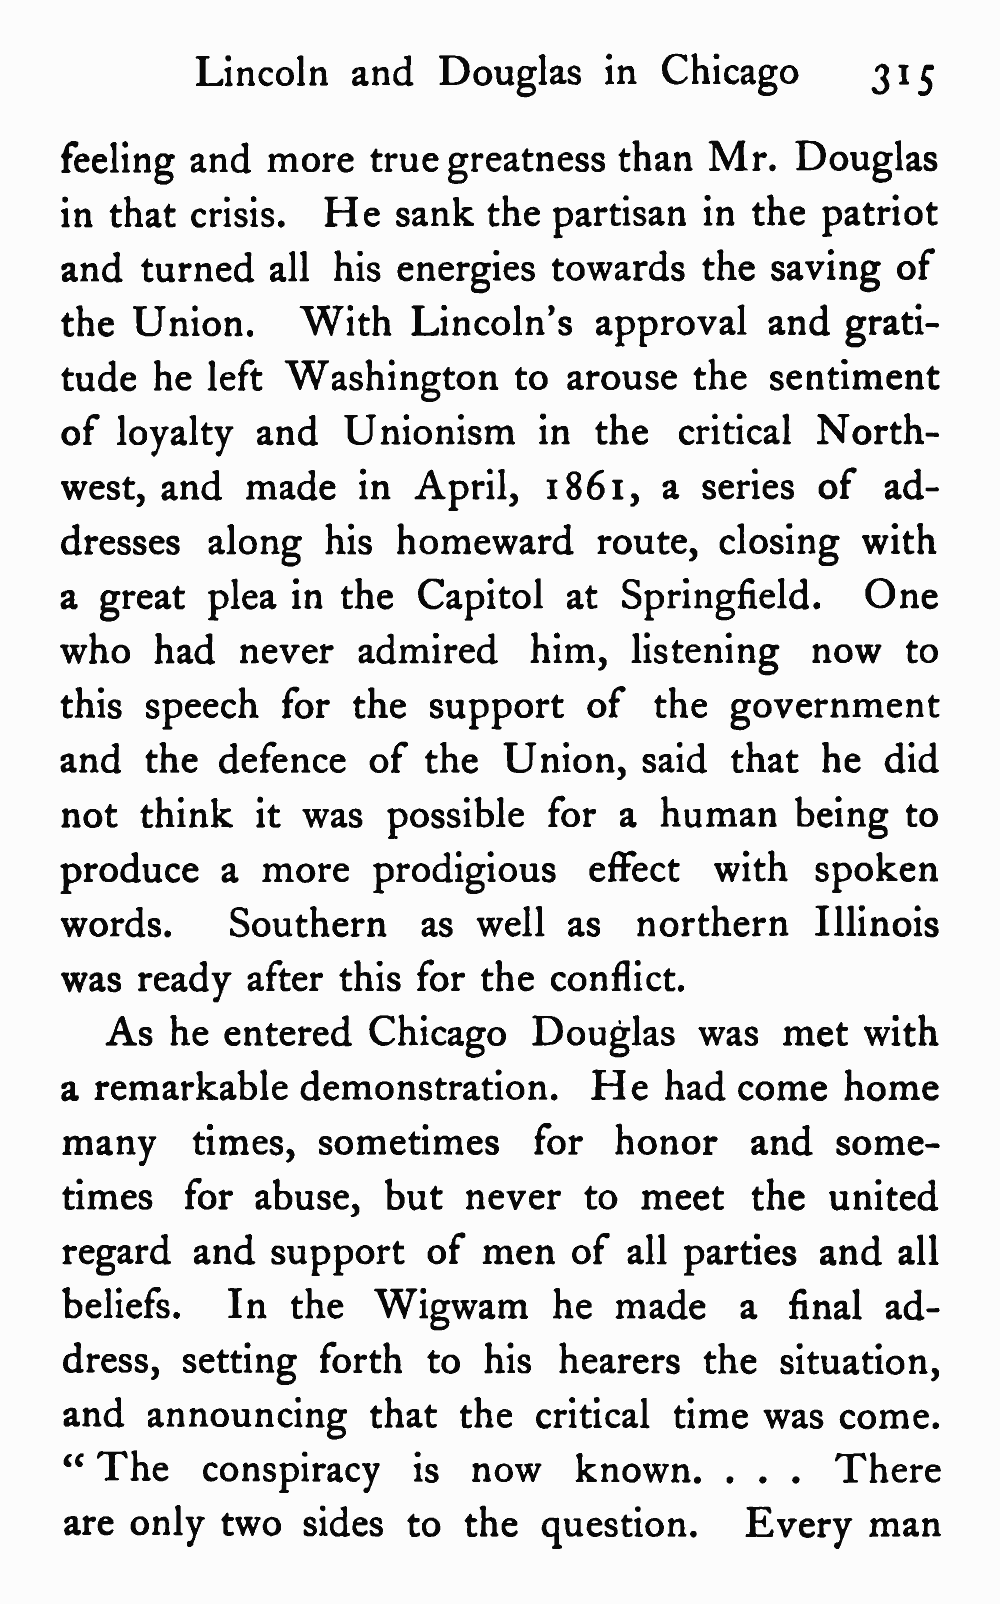 Lincoln and Douglas in Chicago 315
feeling and more true greatness than Mr. Douglas
in that crisis. He sank the partisan in the patriot
and turned all his energies towards the saving of
the Union. With Lincoln's approval and grati-
tude he left Washington to arouse the sentiment
of loyalty and Unionism in the critical North-
west, and made in April, 1861, a series of ad-
dresses along his homeward route, closing with
a great plea in the Capitol at Springfield. One
who had never admired him, listening now to
this speech for the support of the government
and the defence of the Union, said that he did
not think it was possible for a human being to
produce a more prodigious effect with spoken
words. Southern as well as northern Illinois
was ready after this for the conflict.
As he entered Chicago Douglas was met with
a remarkable demonstration. He had come home
many times, sometimes for honor and some-
times for abuse, but never to meet the united
regard and support of men of all parties and all
beliefs. In the Wigwam he made a final ad-
dress, setting forth to his hearers the situation,
and announcing that the critical time was come.
“The conspiracy is now known. . . . There
are only two sides to the question. Every man